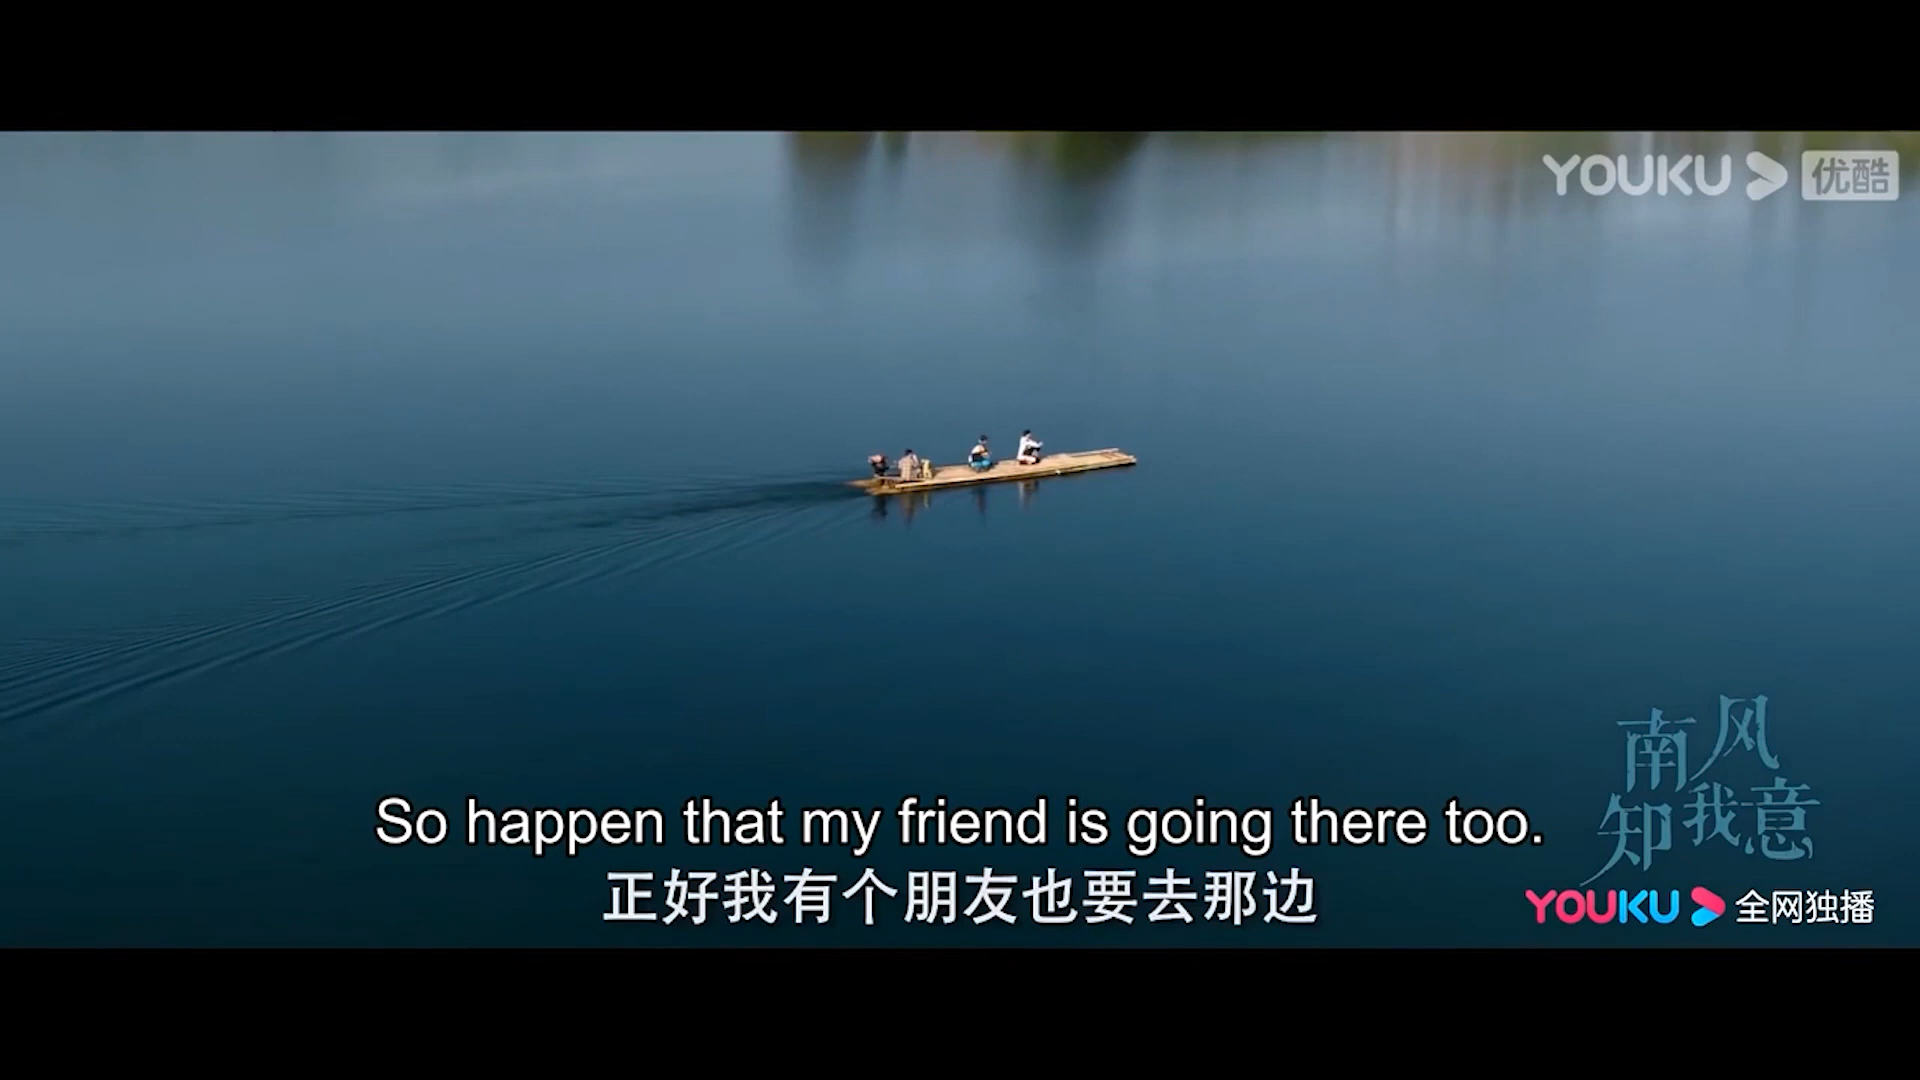 YOUKU 优酷
So happen that my friend is going there too.
正好我有个朋友也要去那边
南风
知我意
YOUKU 全网独播